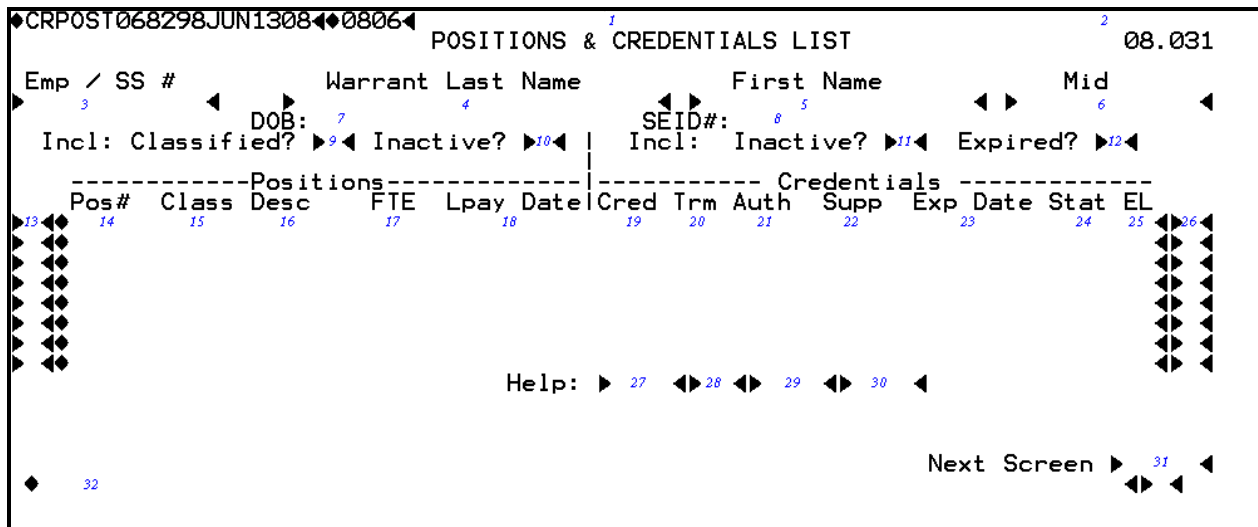 ◆CRPOST068298JUN1308◀◆0806◀ 1 2
POSITIONS & CREDENTIALS LIST 08.031
Emp / SS # Warrant Last Name First Name Mid
▶ 3 ◀ ▶ 4 ◀ ▶ 5 ◀ ▶ 6 ◀
DOB: 7 SEID#: 8
Incl: Classified? ▶9◀ Inactive? ▶10◀ | Incl: Inactive? ▶11◀ Expired? ▶12◀
|
------------Positions-------------|----------- Credentials -------------
Pos# Class Desc FTE Lpay Date|Cred Trm Auth Supp Exp Date Stat EL
▶13◀◆ 14 15 16 17 18 19 20 21 22 23 24 25 ◀▶26◀
▶ ◀◆ ◀▶ ◀
▶ ◀◆ ◀▶ ◀
▶ ◀◆ ◀▶ ◀
▶ ◀◆ ◀▶ ◀
▶ ◀◆ ◀▶ ◀
▶ ◀◆ ◀▶ ◀
▶ ◀◆ ◀▶ ◀
Help: ▶ 27 ◀▶ 28 ◀▶ 29 ◀▶ 30 ◀
Next Screen ▶ 31 ◀
◆ 32 ◀▶ ◀